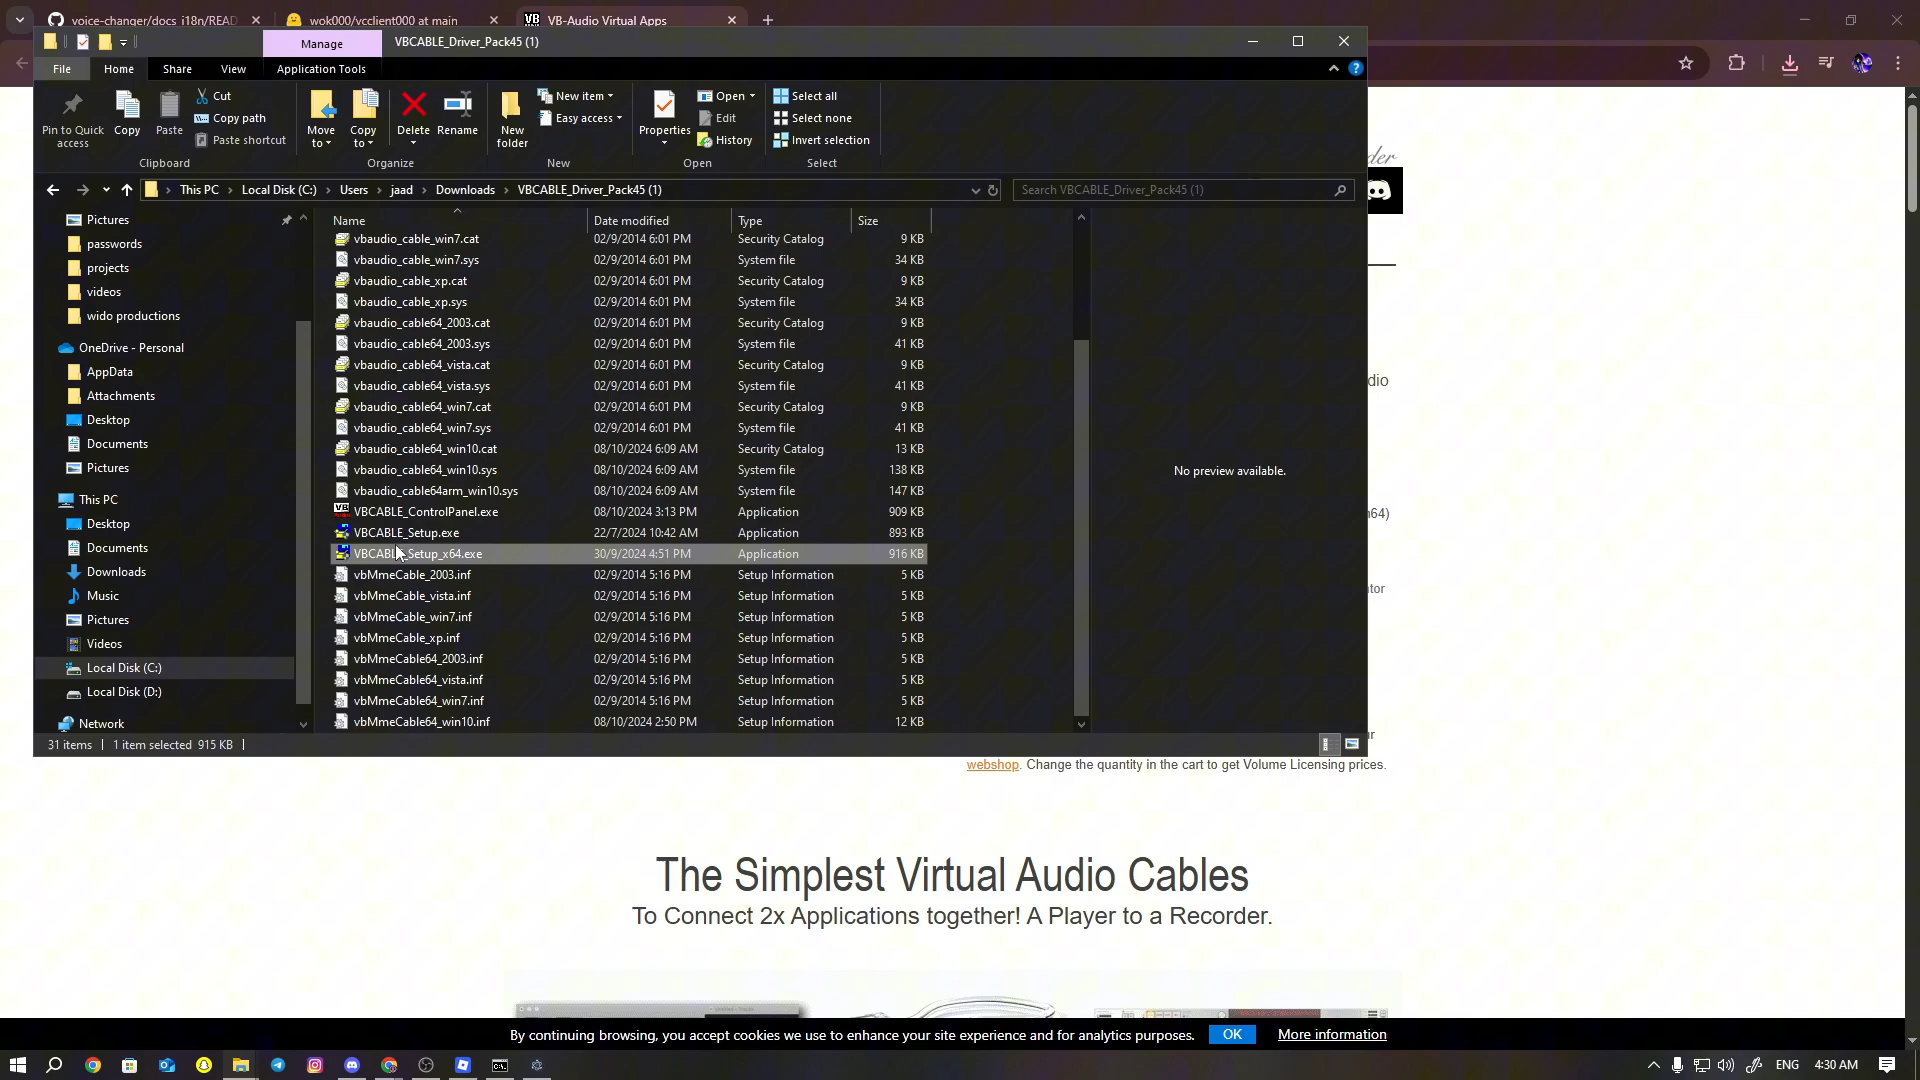 voice-changer/docs_i18n/READ
wok000/vcclient000 at main
VB-Audio Virtual Apps
Manage
VBCABLE_Driver_Pack45 (1)
File
Home
Share
View
Application Tools
Pin to Quick access
Copy
Paste
Cut
Copy path
Paste shortcut
Clipboard
Move to
Copy to
Delete
Rename
Organize
New folder
New item
Easy access
New
Properties
Open
Edit
History
Open
Select all
Select none
Invert selection
Select
This PC > Local Disk (C:) > Users > jaad > Downloads > VBCABLE_Driver_Pack45 (1)
Search VBCABLE_Driver_Pack45 (1)
Pictures
passwords
projects
videos
wido productions
OneDrive - Personal
AppData
Attachments
Desktop
Documents
Pictures
This PC
Desktop
Documents
Downloads
Music
Pictures
Videos
Local Disk (C:)
Local Disk (D:)
Network
Name Date modified Type Size
vbaudio_cable_win7.cat 02/9/2014 6:01 PM Security Catalog 9 KB
vbaudio_cable_win7.sys 02/9/2014 6:01 PM System file 34 KB
vbaudio_cable_xp.cat 02/9/2014 6:01 PM Security Catalog 9 KB
vbaudio_cable_xp.sys 02/9/2014 6:01 PM System file 34 KB
vbaudio_cable64_2003.cat 02/9/2014 6:01 PM Security Catalog 9 KB
vbaudio_cable64_2003.sys 02/9/2014 6:01 PM System file 41 KB
vbaudio_cable64_vista.cat 02/9/2014 6:01 PM Security Catalog 9 KB
vbaudio_cable64_vista.sys 02/9/2014 6:01 PM System file 41 KB
vbaudio_cable64_win7.cat 02/9/2014 6:01 PM Security Catalog 9 KB
vbaudio_cable64_win7.sys 02/9/2014 6:01 PM System file 41 KB
vbaudio_cable64_win10.cat 08/10/2024 6:09 AM Security Catalog 13 KB
vbaudio_cable64_win10.sys 08/10/2024 6:09 AM System file 138 KB
vbaudio_cable64arm_win10.sys 08/10/2024 6:09 AM System file 147 KB
VBCABLE_ControlPanel.exe 08/10/2024 3:13 PM Application 909 KB
VBCABLE_Setup.exe 22/7/2024 10:42 AM Application 893 KB
VBCABLE_Setup_x64.exe 30/9/2024 4:51 PM Application 916 KB
vbMmeCable_2003.inf 02/9/2014 5:16 PM Setup Information 5 KB
vbMmeCable_vista.inf 02/9/2014 5:16 PM Setup Information 5 KB
vbMmeCable_win7.inf 02/9/2014 5:16 PM Setup Information 5 KB
vbMmeCable_xp.inf 02/9/2014 5:16 PM Setup Information 5 KB
vbMmeCable64_2003.inf 02/9/2014 5:16 PM Setup Information 5 KB
vbMmeCable64_vista.inf 02/9/2014 5:16 PM Setup Information 5 KB
vbMmeCable64_win7.inf 02/9/2014 5:16 PM Setup Information 5 KB
vbMmeCable64_win10.inf 08/10/2024 2:50 PM Setup Information 12 KB
No preview available.
31 items 1 item selected 915 KB
der
dio
n64)
tor
ur
webshop. Change the quantity in the cart to get Volume Licensing prices.
The Simplest Virtual Audio Cables
To Connect 2x Applications together! A Player to a Recorder.
By continuing browsing, you accept cookies we use to enhance your site experience and for analytics purposes. OK More information
ENG 4:30 AM